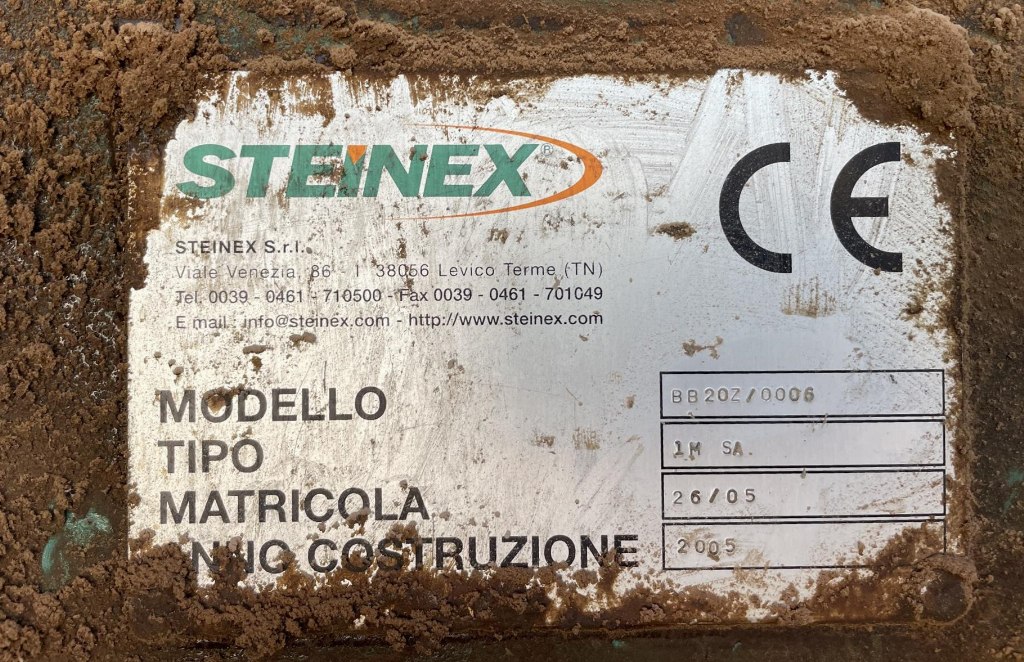 STEINEX®
CE
STEINEX S.r.l.
Viale Venezia, 86 - I 38056 Levico Terme (TN)
Tel. 0039 - 0461 - 710500 - Fax 0039 - 0461 - 701049
E mail : info@steinex.com - http://www.steinex.com
MODELLO BB20Z/0006
TIPO 1M SA.
MATRICOLA 26/05
NNO COSTRUZIONE 2005